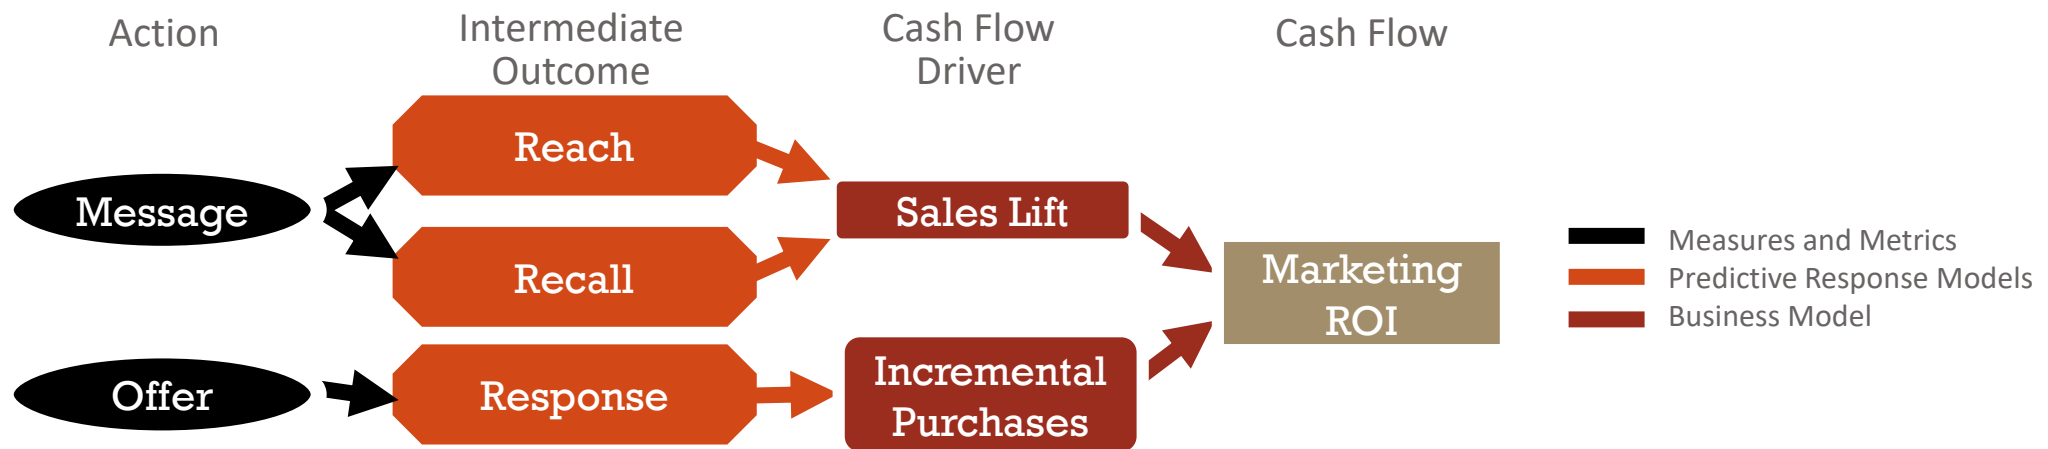 Action
Intermediate
Outcome
Cash Flow
Driver
Cash Flow
Reach
Message
Recall
Sales Lift
Marketing
ROI
Offer
Response
Incremental
Purchases
Measures and Metrics
Predictive Response Models
Business Model